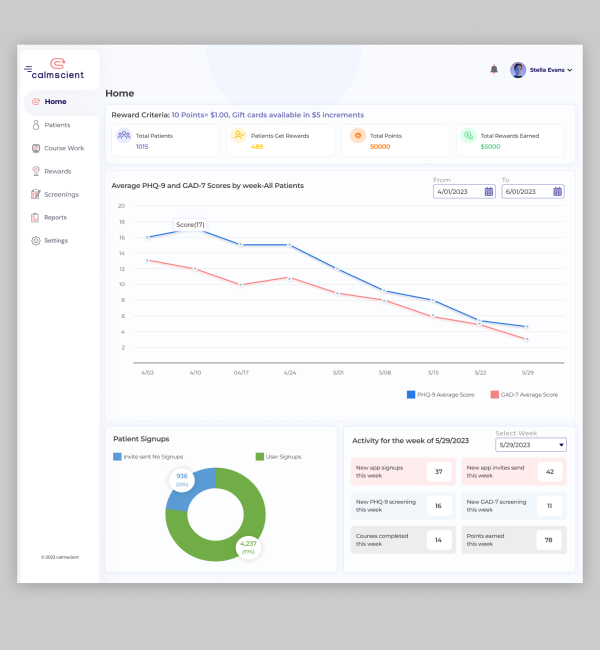 calmscient
Stella Evans
Home
Home
Patients
Course Work
Rewards
Screenings
Reports
Settings
Reward Criteria: 10 Points= $1.00, Gift cards available in $5 increments
Total Patients
1015
Patients Get Rewards
489
Total Points
50000
Total Rewards Earned
$5000
Average PHQ-9 and GAD-7 Scores by week-All Patients
From
4/01/2023
To
6/01/2023
20
18
16
14
12
10
8
6
4
2
Score(17)
4/03
4/10
04/17
4/24
5/01
5/08
5/15
5/22
5/29
PHQ-9 Average Score
GAD-7 Average Score
Patient Signups
Invite sent No Signups
User Signups
936
(23%)
4,237
(77%)
Activity for the week of 5/29/2023
Select Week
5/29/2023
New app signups
this week
37
New app invites send
this week
42
New PHQ-9 screening
this week
16
New GAD-7 screening
this week
11
Courses completed
this week
14
Points earned
this week
78
© 2023 calmscient